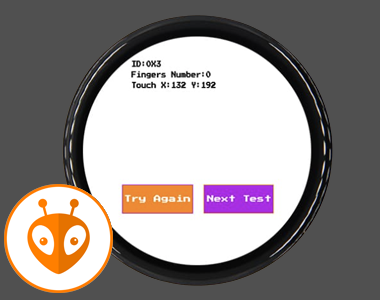 ID:0X3
Fingers Number:0
Touch X:132 Y:192
Try Again
Next Test